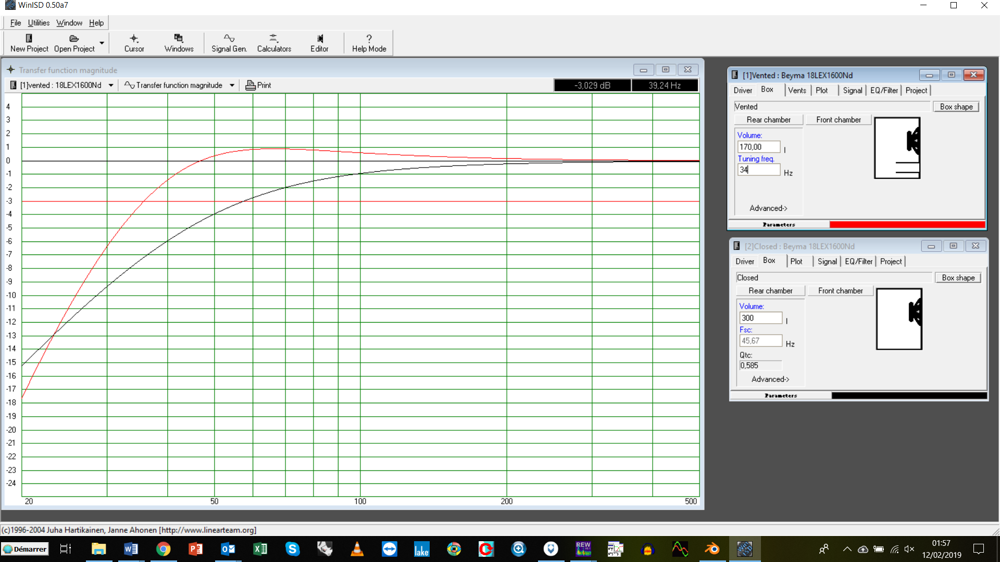 WinISD 0.50a7
File Utilities Window Help
New Project Open Project Cursor Windows Signal Gen. Calculators Editor Help Mode
Transfer function magnitude
[1]vented : 18LEX1600Nd Transfer function magnitude Print -3,029 dB 39,24 Hz
4
3
2
1
0
-1
-2
-3
-4
-5
-6
-7
-8
-9
-10
-11
-12
-13
-14
-15
-16
-17
-18
-19
-20
-21
-22
-23
-24
20 50 100 200 500
[1]Vented : Beyma 18LEX1600Nd
Driver Box Vents Plot Signal EQ/Filter Project
Vented Box shape
Rear chamber Front chamber
Volume:
170,00 l
Tuning freq.
34 Hz
Advanced->
Parameters
[2]Closed : Beyma 18LEX1600Nd
Driver Box Plot Signal EQ/Filter Project
Closed Box shape
Rear chamber Front chamber
Volume:
300 l
Fsc:
45,67 Hz
Qtc:
0,585
Advanced->
Parameters
(c)1996-2004 Juha Hartikainen, Janne Ahonen [http://www.linearteam.org]
Démarrer
lake
REW
01:57
12/02/2019